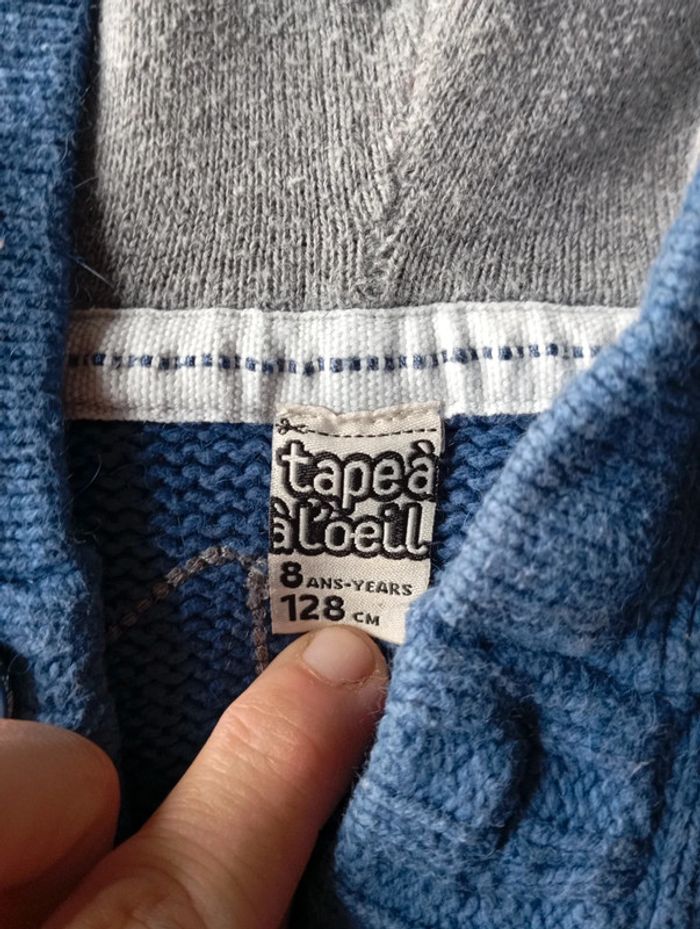 tapeà
àl'oeil
8 ANS-YEARS
128 CM